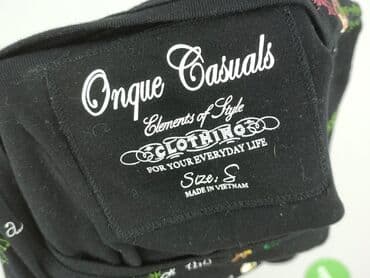 Onque Casuals
Elements of Style
CLOTHING
FOR YOUR EVERYDAY LIFE
Size: S
MADE IN VIETNAM